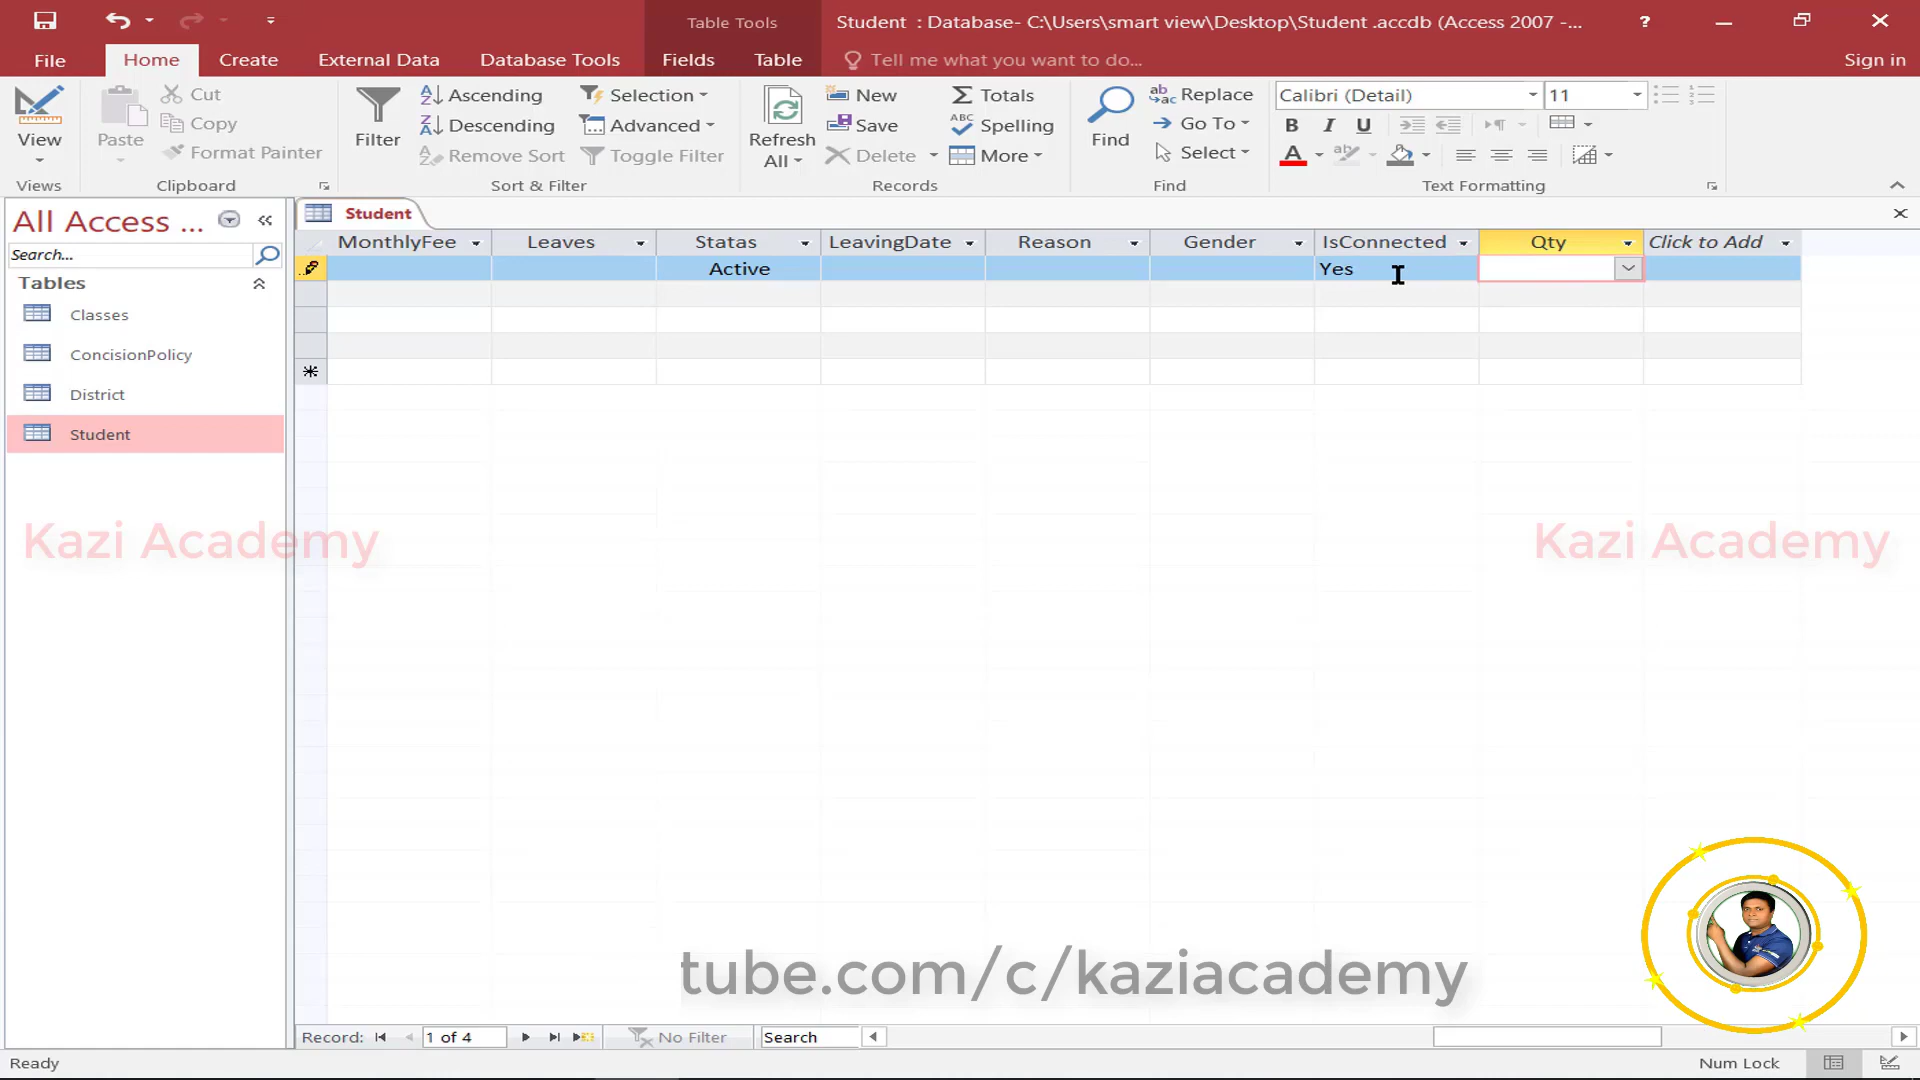 Table Tools
Student : Database- C:\Users\smart view\Desktop\Student .accdb (Access 2007 -...
?
File
Home
Create
External Data
Database Tools
Fields
Table
Tell me what you want to do...
Sign in
View
Paste
Cut
Copy
Format Painter
Filter
Ascending
Descending
Remove Sort
Selection
Advanced
Toggle Filter
Refresh
All
New
Save
Delete
Totals
Spelling
More
Find
Replace
Go To
Select
Calibri (Detail)
11
B I U
A
Views
Clipboard
Sort & Filter
Records
Find
Text Formatting
All Access ...
Search...
Tables
Classes
ConcisionPolicy
District
Student
Student
MonthlyFee Leaves Statas LeavingDate Reason Gender IsConnected Qty Click to Add
Active Yes
Kazi Academy
Kazi Academy
tube.com/c/kaziacademy
Record: 1 of 4 No Filter Search
Ready
Num Lock